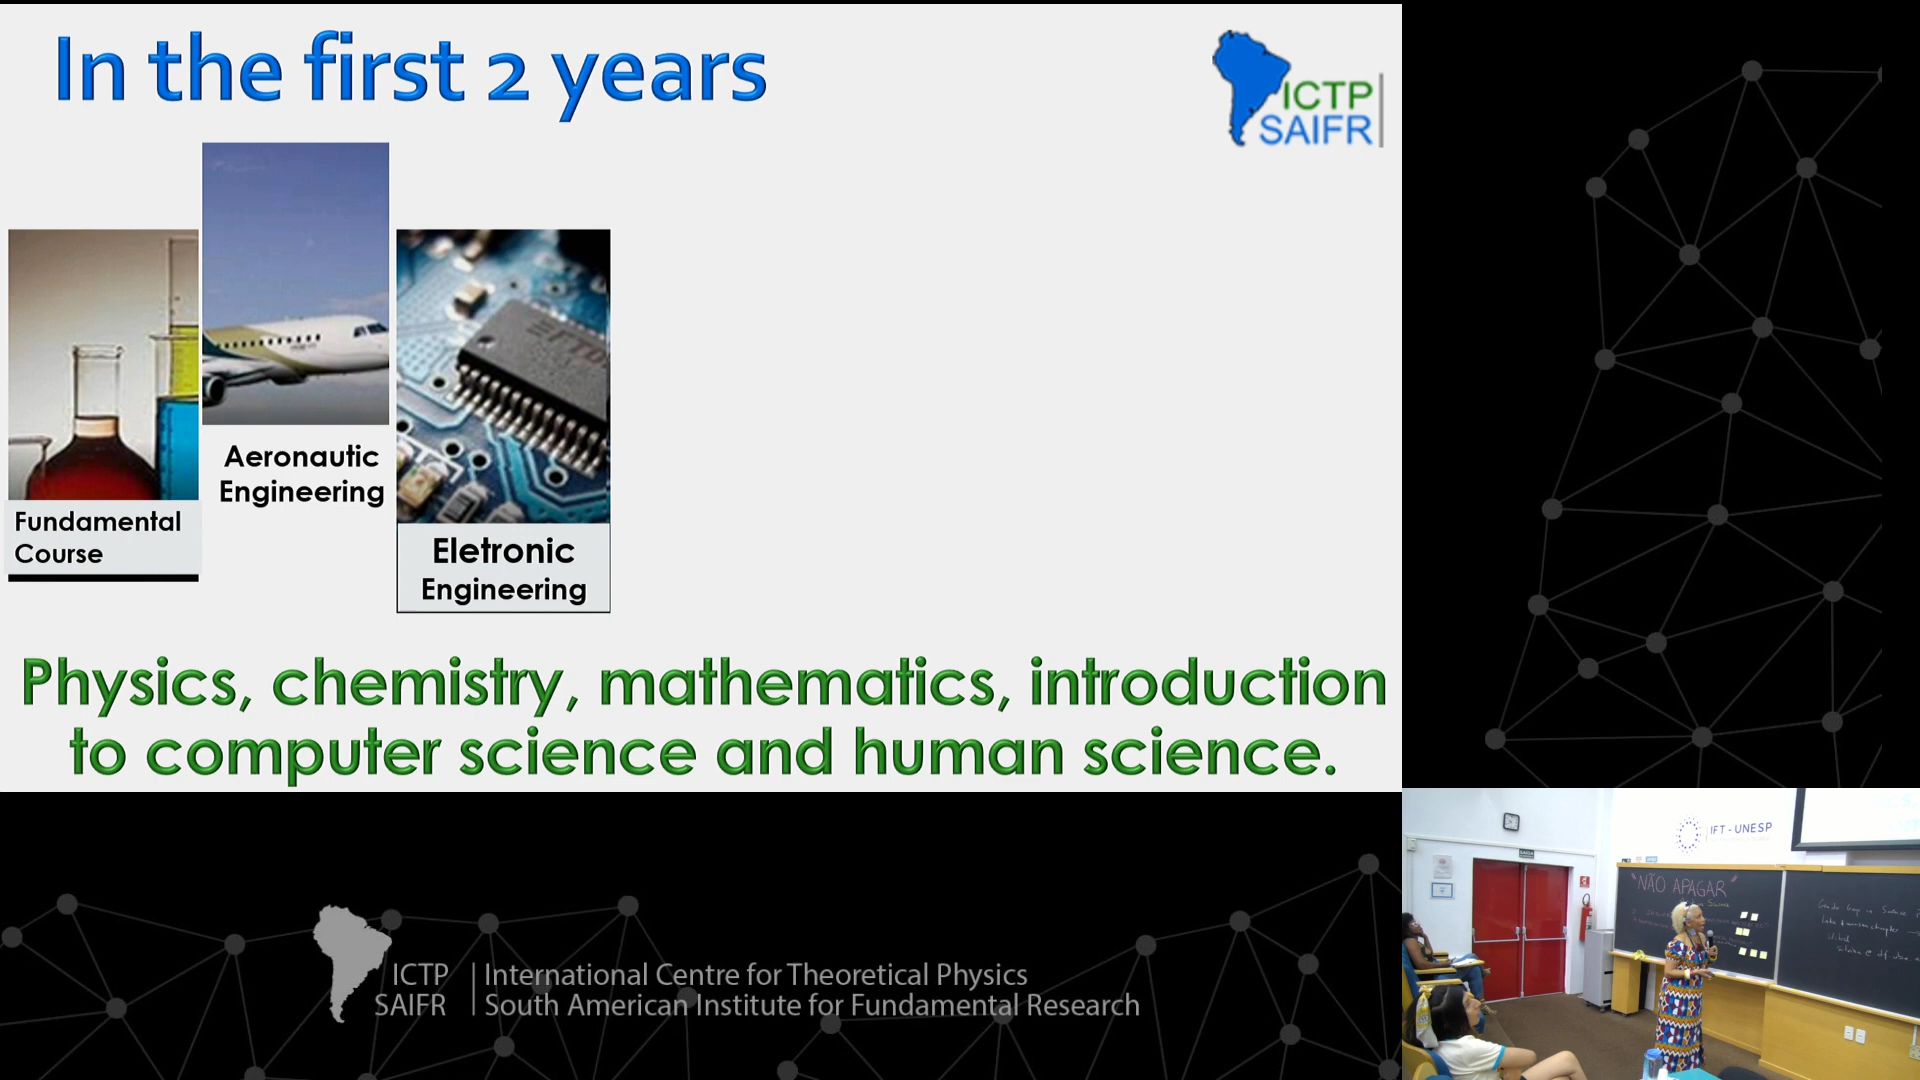 In the first 2 years
ICTP
SAIFR
Aeronautic
Engineering
Fundamental
Course
Eletronic
Engineering
FTDI
Physics, chemistry, mathematics, introduction
to computer science and human science.
ICTP
SAIFR
International Centre for Theoretical Physics
South American Institute for Fundamental Research
IFT - UNESP
"NÃO APAGAR"